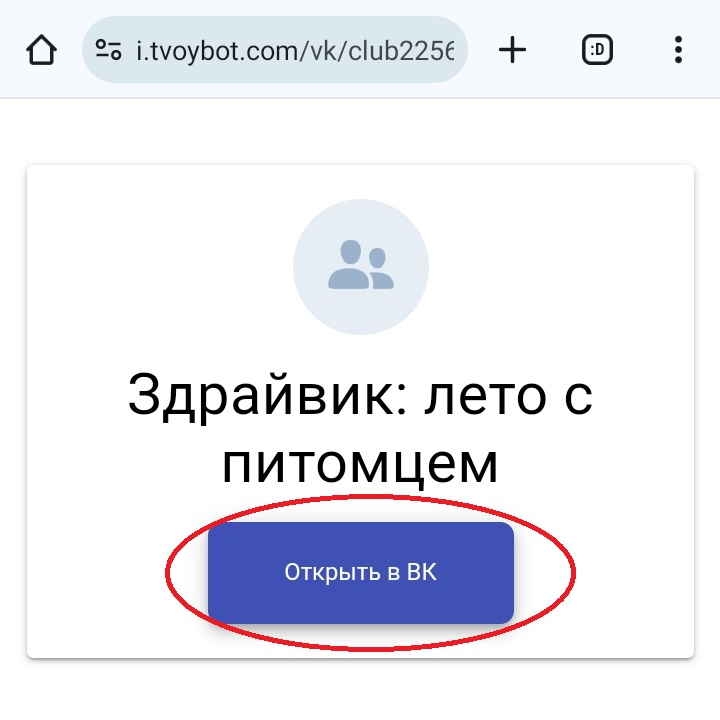 i.tvoybot.com/vk/club2256
:D
Здрайвик: лето с
питомцем
Открыть в ВК